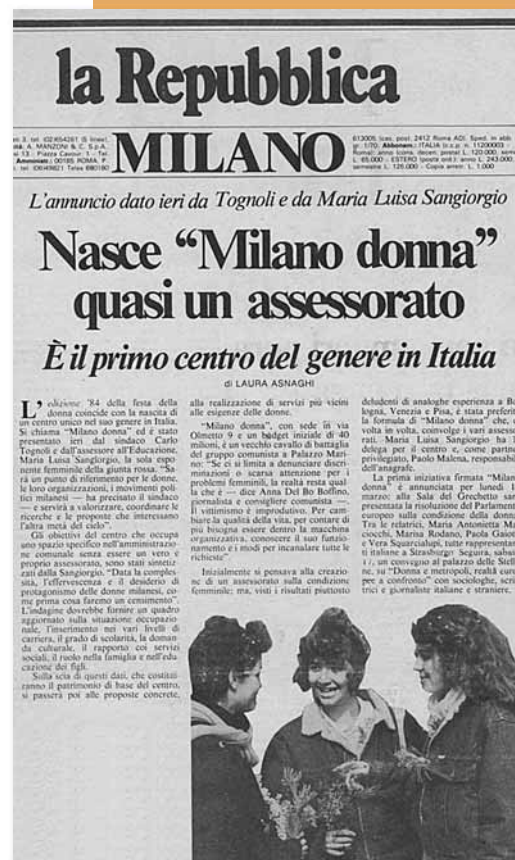 la Repubblica
MILANO
L'annuncio dato ieri da Tognoli e da Maria Luisa Sangiorgio
Nasce “Milano donna”
quasi un assessorato
È il primo centro del genere in Italia
di LAURA ASNAGHI
L' edizione '84 della festa della
donna coincide con la nascita di
un centro unico nel suo genere in Italia.
Si chiama “Milano donna” ed è stato
presentato ieri dal sindaco Carlo
Tognoli e dall'assessore all'Educazione,
Maria Luisa Sangiorgio, la sola espo-
nente femminile della giunta rossa. “Sa-
rà un punto di riferimento per le donne,
le loro organizzazioni, i movimenti poli-
tici milanesi — ha precisato il sindaco
— e servirà a valorizzare, coordinare le
ricerche e le proposte che interessano
l'altra metà del cielo”.
Gli obiettivi del centro che occupa
uno spazio specifico nell'amministrazio-
ne comunale senza essere un vero e
proprio assessorato, sono stati sintetiz-
zati dalla Sangiorgio. “Data la comples-
sità, l'effervescenza e il desiderio di
protagonismo delle donne milanesi, co-
me prima cosa faremo un censimento”.
L'indagine dovrebbe fornire un quadro
aggiornato sulla situazione occupazio-
nale, l'inserimento nei vari livelli di
carriera, il grado di scolarità, la doman-
da culturale, il rapporto coi servizi
sociali, il ruolo nella famiglia e nell'edu-
cazione dei figli.
Sulla scia di questi dati, che costitui-
ranno il patrimonio di base del centro,
si passerà poi alle proposte concrete,
alla realizzazione di servizi più vicini
alle esigenze delle donne.
“Milano donna”, con sede in via
Olmetto 9 e un budget iniziale di 40
milioni, è un vecchio cavallo di battaglia
del gruppo comunista a Palazzo Mari-
no: “Se ci si limita a denunciare discri-
minazioni o scarsa attenzione per i
problemi femminili, la realtà resta qual-
la che è — dice Anna Del Bo Boffino,
giornalista e consigliere comunista —.
Il vittimismo è improdutivo. Per cam-
biare la qualità della vita, per contare di
più bisogna essere dentro la macchina
organizzativa, conoscere il suo funzio-
namento e i modi per incanalare tutte le
richieste”.
Inizialmente si pensava alla creazio-
ne di un assessorato sulla condizione
femminile; ma, visti i risultati piuttosto
deludenti di analoghe esperienza a Bo-
logna, Venezia e Pisa, è stata preferita
la formula di “Milano donna” che, di
volta in volta, coinvolge i vari assesso-
rati. Maria Luisa Sangiorgio ha la
delega per il centro e, come partner
privilegiato, Paolo Malena, responsabile
dell'anagrafe.
La prima iniziativa firmata “Milano
donna” è annunciata per lunedì 12
marzo: alla Sala del Grechetto sarà
presentata la risoluzione del Parlamento
europeo sulla condizione della donna.
Tra le relatrici, Maria Antonietta Mac-
ciocchi, Marisa Rodano, Paola Gaiotti
e Vera Squarcialupi, tutte rappresentan-
ti italiane a Strasburgo. Seguirà, sabato
17, un convegno al palazzo delle Stelli-
ne, su “Donna e metropoli, realtà euro-
pee a confronto” con sociologhe, scrit-
trici e giornaliste italiane e straniere.